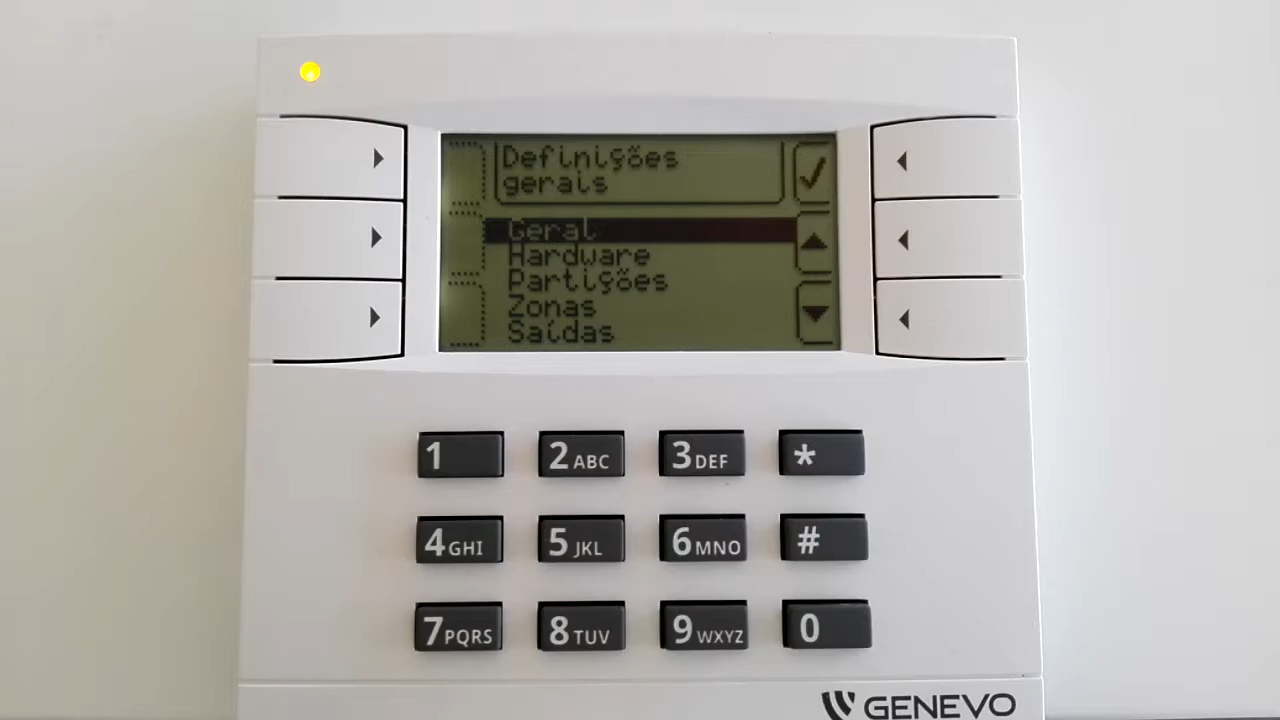 Definições
gerais
Geral
Hardware
Partições
Zonas
Saídas
1 2 ABC 3 DEF *
4 GHI 5 JKL 6 MNO #
7 PQRS 8 TUV 9 WXYZ 0
GENEVO